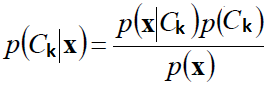 p(Cₖ|x) = p(x|Cₖ)p(Cₖ) / p(x)